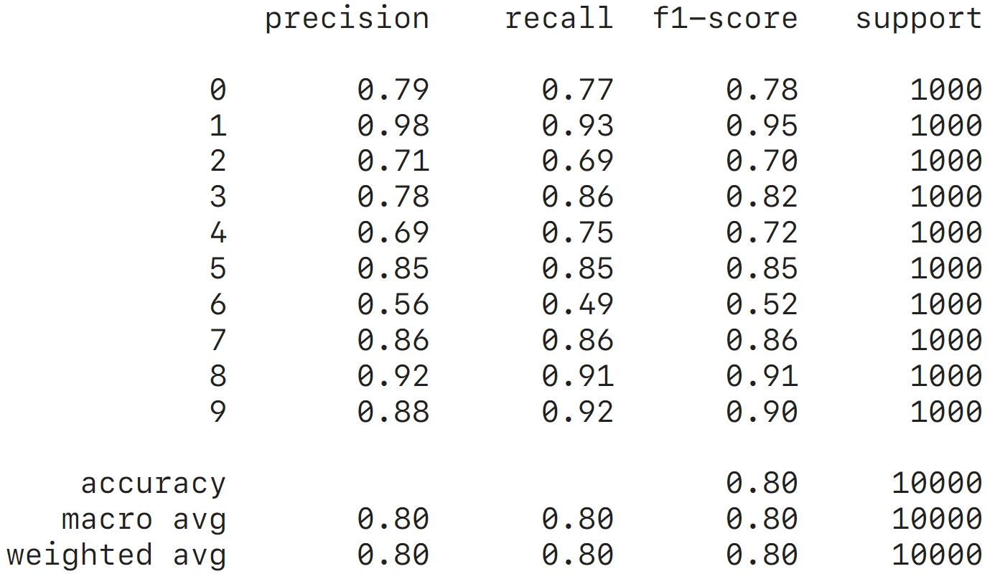 precision recall f1-score support
0 0.79 0.77 0.78 1000
1 0.98 0.93 0.95 1000
2 0.71 0.69 0.70 1000
3 0.78 0.86 0.82 1000
4 0.69 0.75 0.72 1000
5 0.85 0.85 0.85 1000
6 0.56 0.49 0.52 1000
7 0.86 0.86 0.86 1000
8 0.92 0.91 0.91 1000
9 0.88 0.92 0.90 1000
accuracy 0.80 10000
macro avg 0.80 0.80 0.80 10000
weighted avg 0.80 0.80 0.80 10000